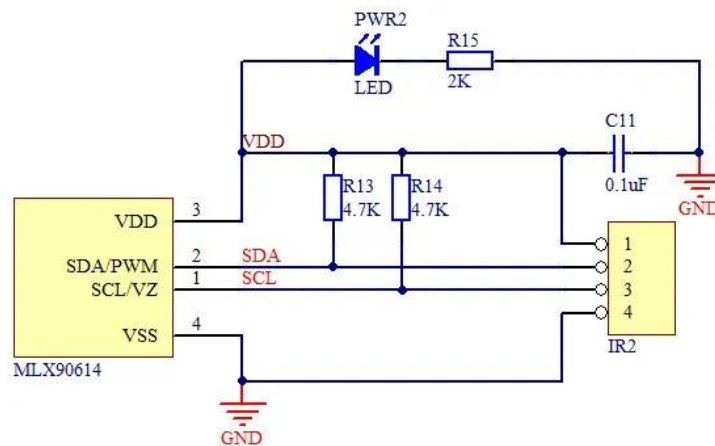 PWR2
R15
LED
2K
C11
VDD
0.1uF
GND
R13
R14
4.7K
4.7K
VDD
3
1
SDA/PWM
2
SDA
2
SCL/VZ
1
SCL
3
VSS
4
4
MLX90614
IR2
GND